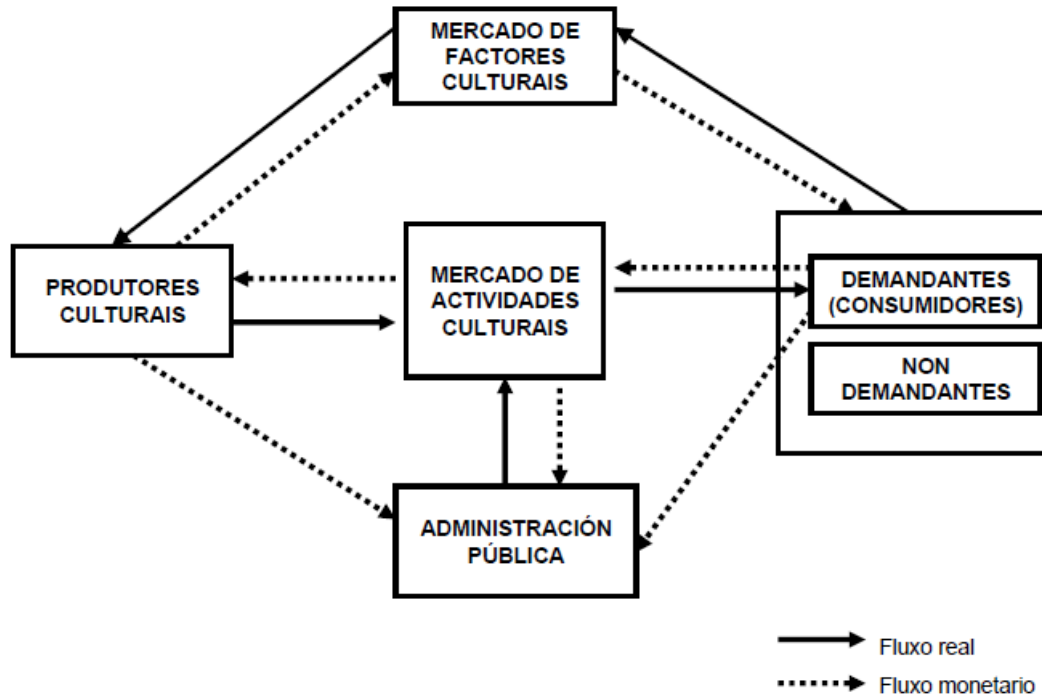 MERCADO DE
FACTORES
CULTURAIS
PRODUTORES
CULTURAIS
MERCADO DE
ACTIVIDADES
CULTURAIS
DEMANDANTES
(CONSUMIDORES)
NON
DEMANDANTES
ADMINISTRACIÓN
PÚBLICA
Fluxo real
Fluxo monetario